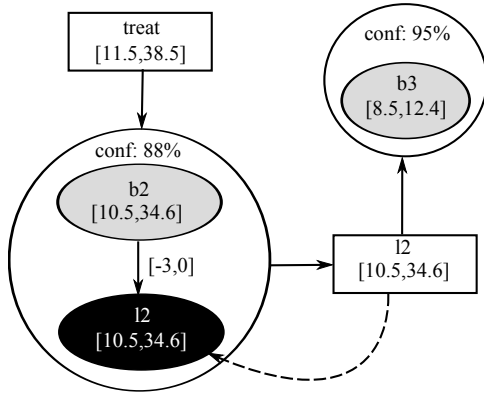 treat
[11.5,38.5]
conf: 95%
b3
[8.5,12.4]
conf: 88%
b2
[10.5,34.6]
[-3,0]
l2
[10.5,34.6]
l2
[10.5,34.6]